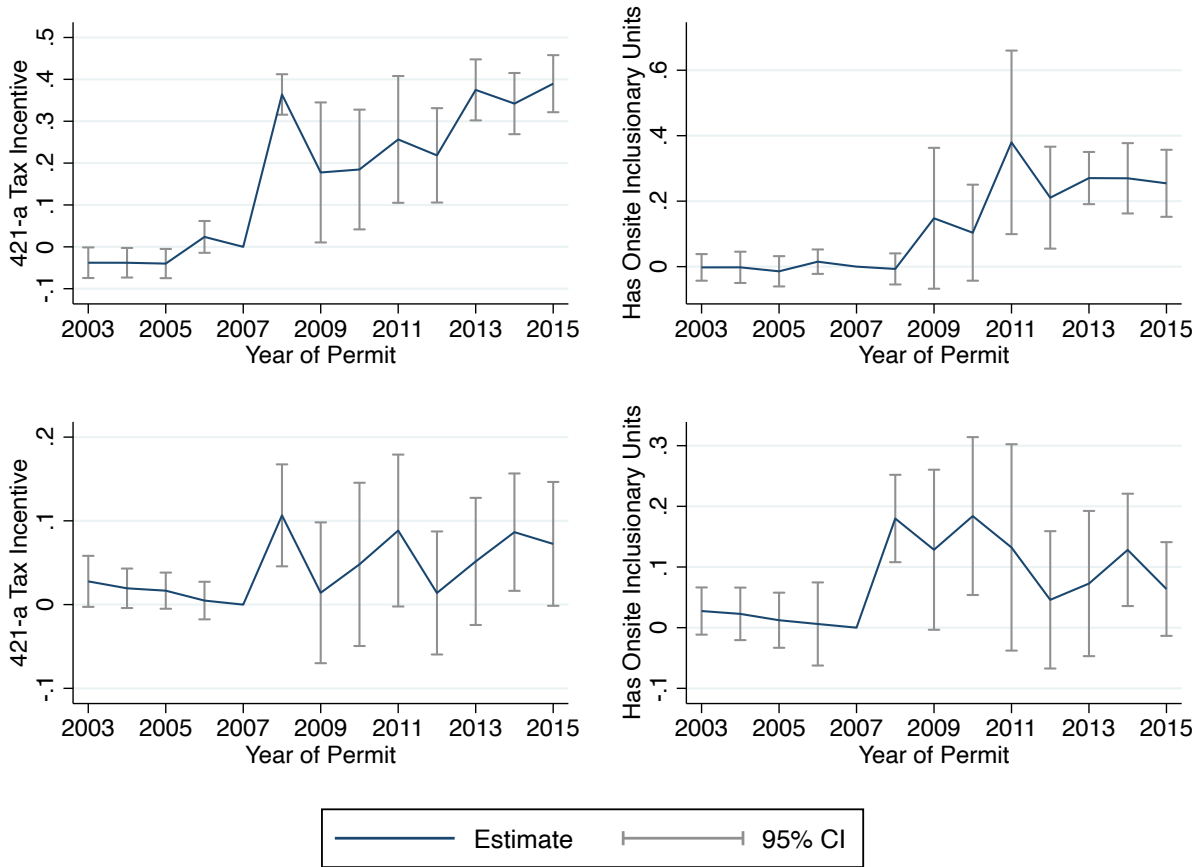 421-a Tax Incentive
.5
.4
.3
.2
.1
0
-.1
2003 2005 2007 2009 2011 2013 2015
Year of Permit
Has Onsite Inclusionary Units
.6
.4
.2
0
2003 2005 2007 2009 2011 2013 2015
Year of Permit
421-a Tax Incentive
.2
.1
0
-.1
2003 2005 2007 2009 2011 2013 2015
Year of Permit
Has Onsite Inclusionary Units
.3
.2
.1
0
-.1
2003 2005 2007 2009 2011 2013 2015
Year of Permit
Estimate 95% CI